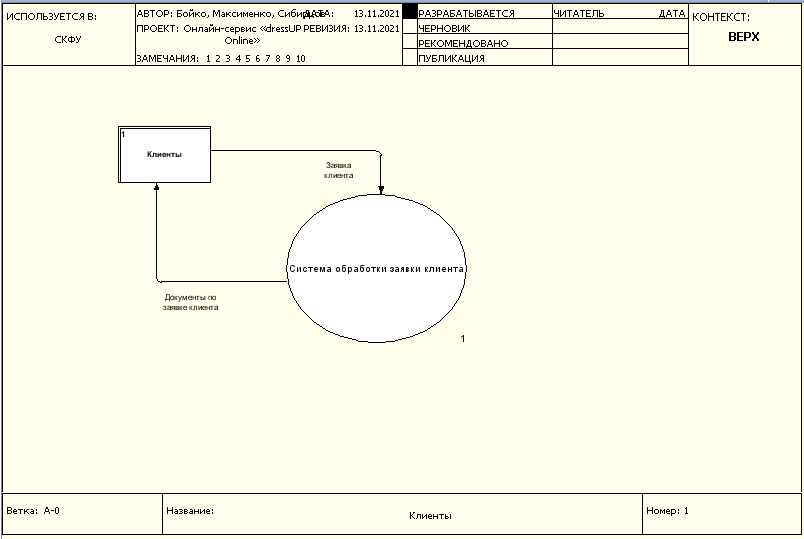 ИСПОЛЬЗУЕТСЯ В:
СКФУ
АВТОР: Бойко, Максименко,
ДАТА: 13.11.2021
ПРОЕКТ: Онлайн-сервис «dressUP
Online»
РЕВИЗИЯ: 13.11.2021
ЗАМЕЧАНИЯ: 1 2 3 4 5 6 7 8 9 10
РАЗРАБАТЫВАЕТСЯ
ЧЕРНОВИК
РЕКОМЕНДОВАНО
ПУБЛИКАЦИЯ
ЧИТАТЕЛЬ ДАТА
КОНТЕКСТ:
ВЕРХ
1
Клиенты
Заявка
клиента
Система обработки заявки клиента
Документы по
заявке клиента
1
Ветка: A-0
Название:
Клиенты
Номер: 1